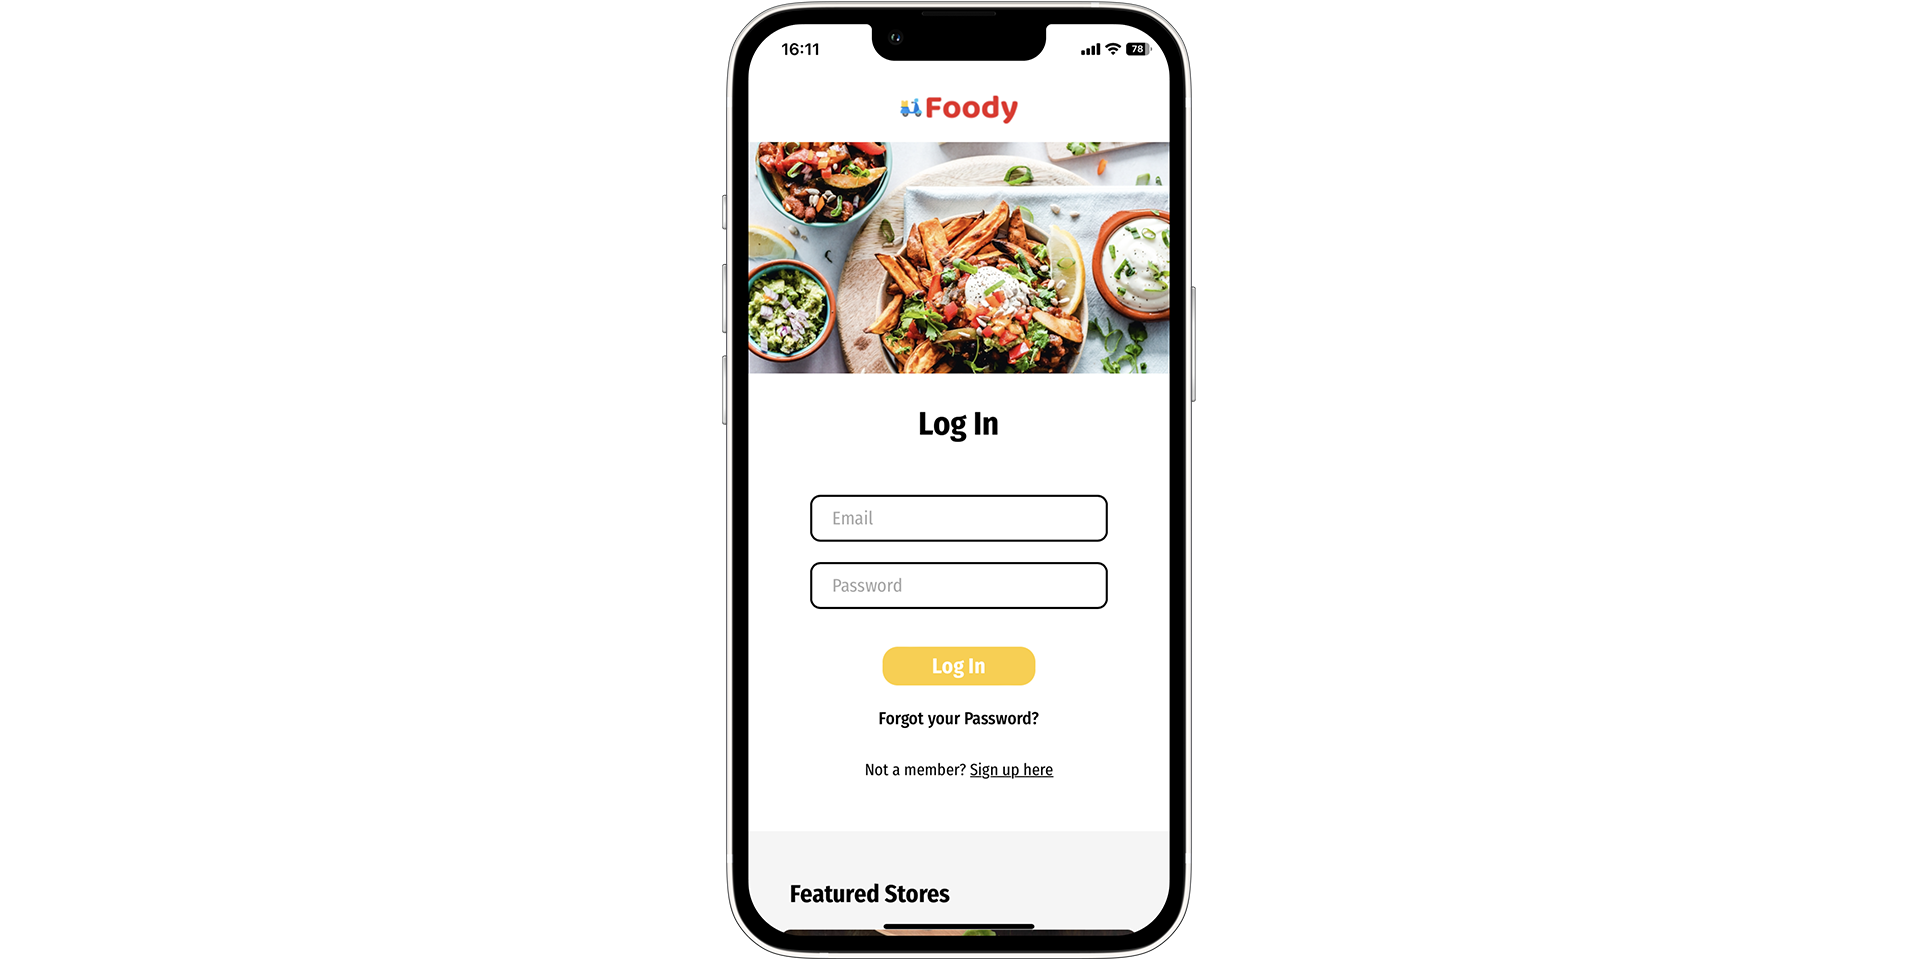 16:11
78
Foody
Log In
Email
Password
Log In
Forgot your Password?
Not a member? Sign up here
Featured Stores